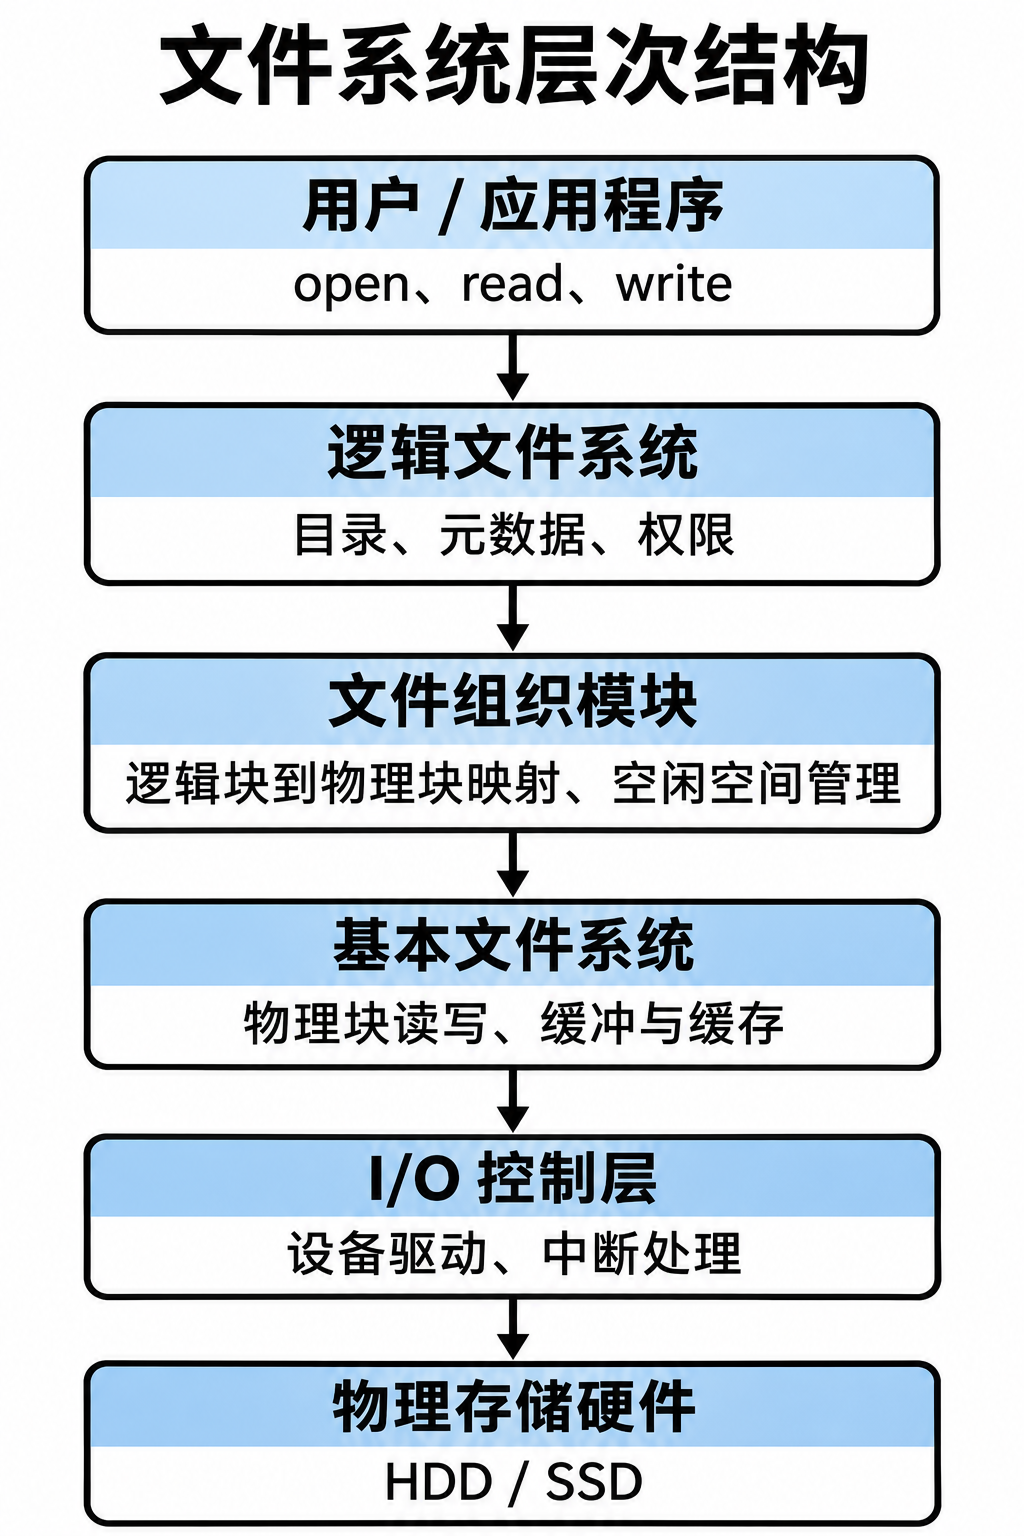 文件系统层次结构
用户 / 应用程序
open、read、write
逻辑文件系统
目录、元数据、权限
文件组织模块
逻辑块到物理块映射、空闲空间管理
基本文件系统
物理块读写、缓冲与缓存
I/O 控制层
设备驱动、中断处理
物理存储硬件
HDD / SSD